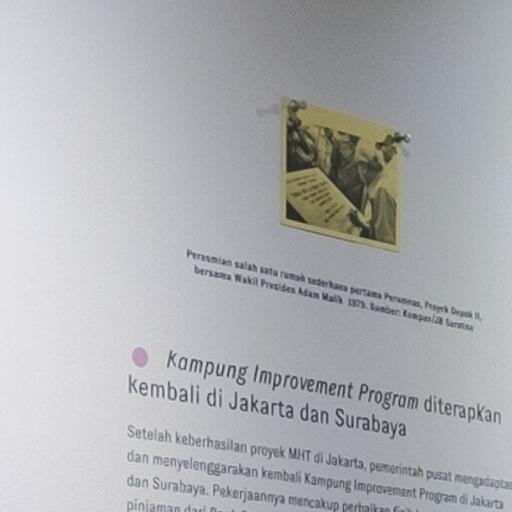 Peresmian salah satu rumah sederhana pertama Perumnas, Proyek Depok II,
bersama Wakil Presiden Adam Malik 1979. Sumber: Kompas/JB Suratno
Kampung Improvement Program diterapkan
kembali di Jakarta dan Surabaya
Setelah keberhasilan proyek MHT di Jakarta, pemerintah pusat mengadaptas
dan menyelenggarakan kembali Kampung Improvement Program di Jakarta
dan Surabaya. Pekerjaannya mencakup perbaikan
pinjaman dari